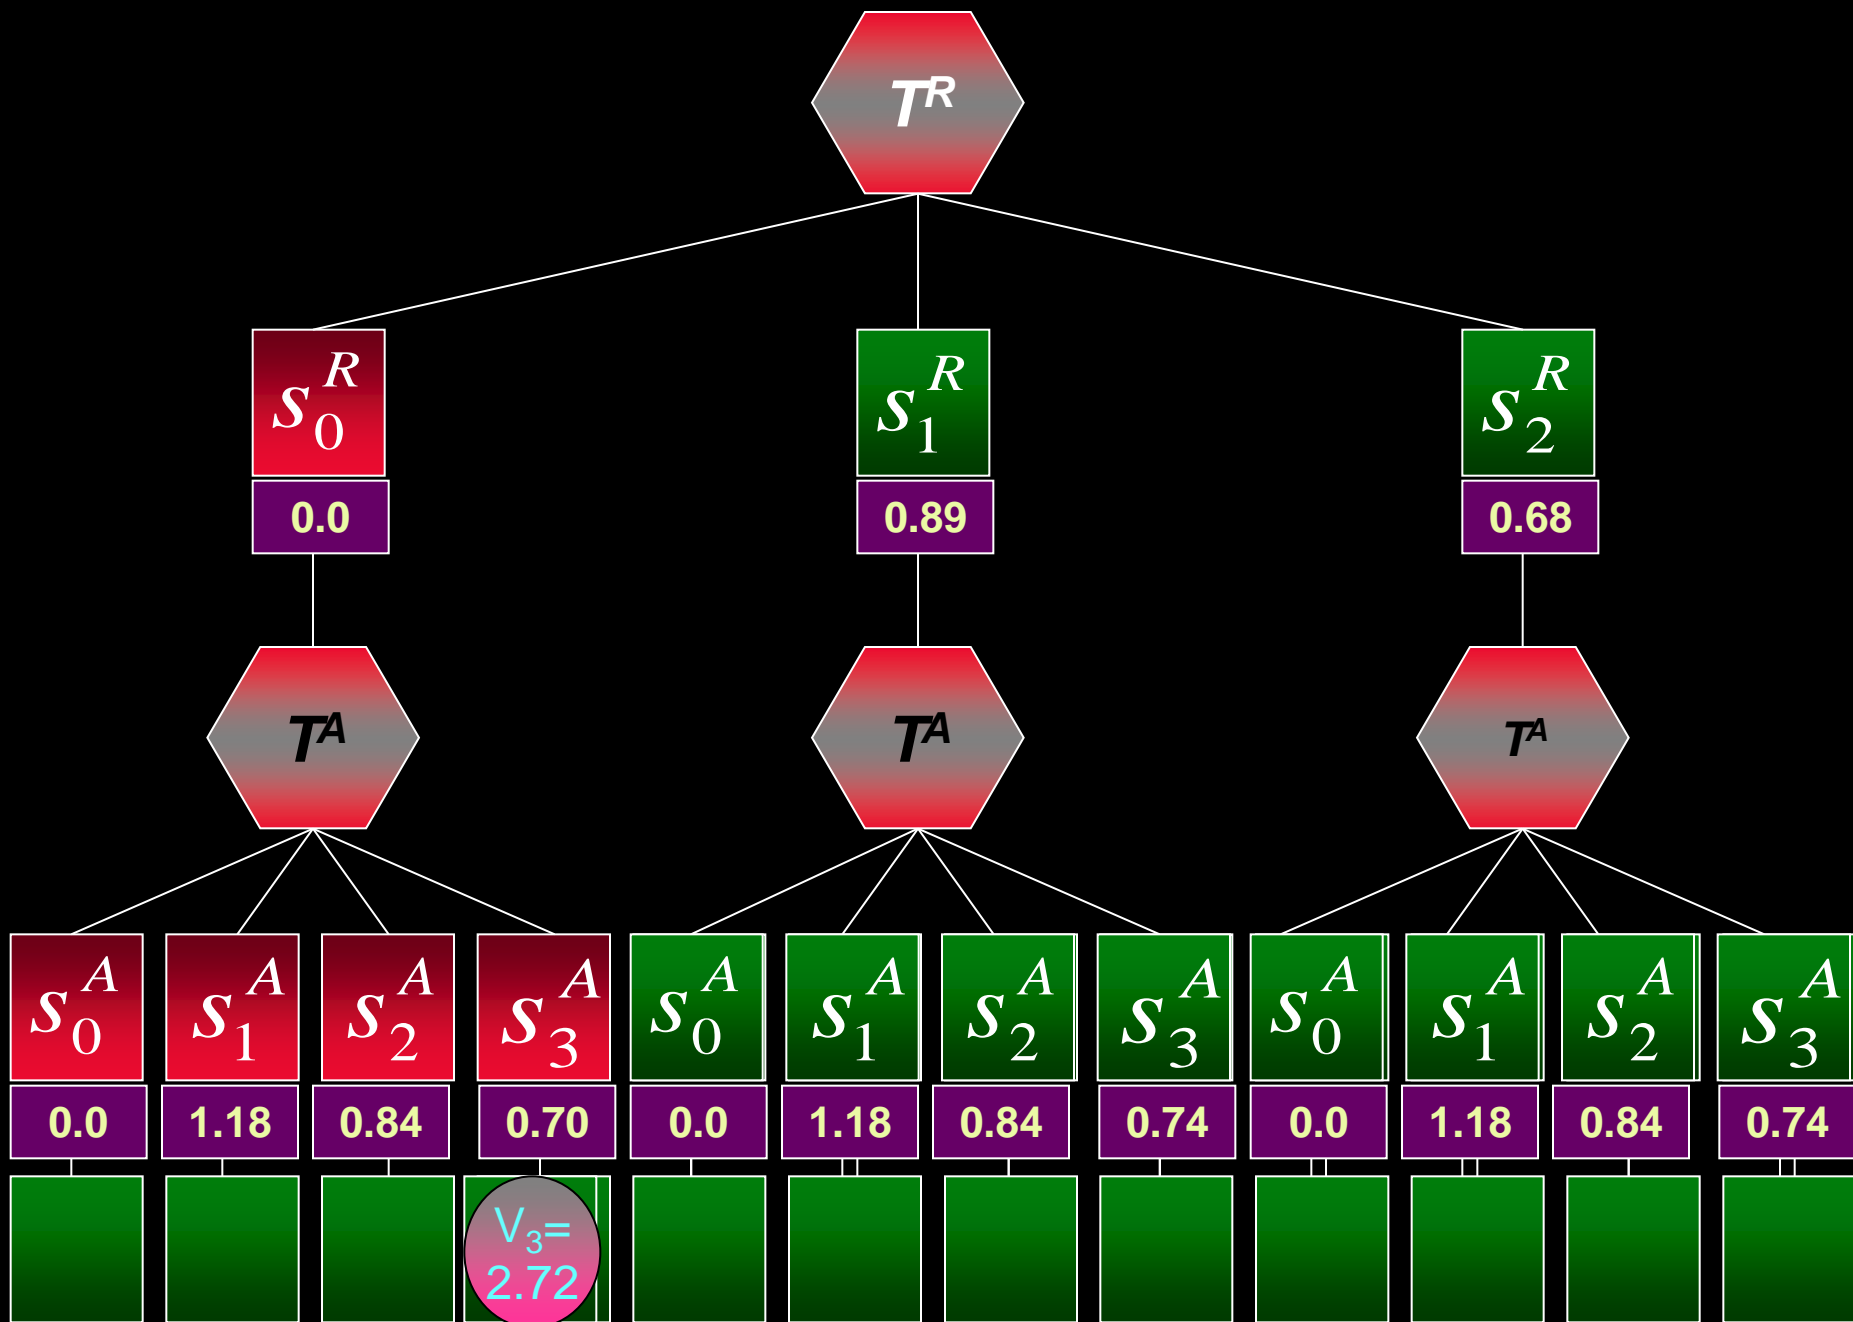 T^R
s_0^R s_1^R s_2^R
0.0 0.89 0.68
T^A T^A T^A
s_0^A s_1^A s_2^A s_3^A s_0^A s_1^A s_2^A s_3^A s_0^A s_1^A s_2^A s_3^A
0.0 1.18 0.84 0.70 0.0 1.18 0.84 0.74 0.0 1.18 0.84 0.74
V_3=
2.72